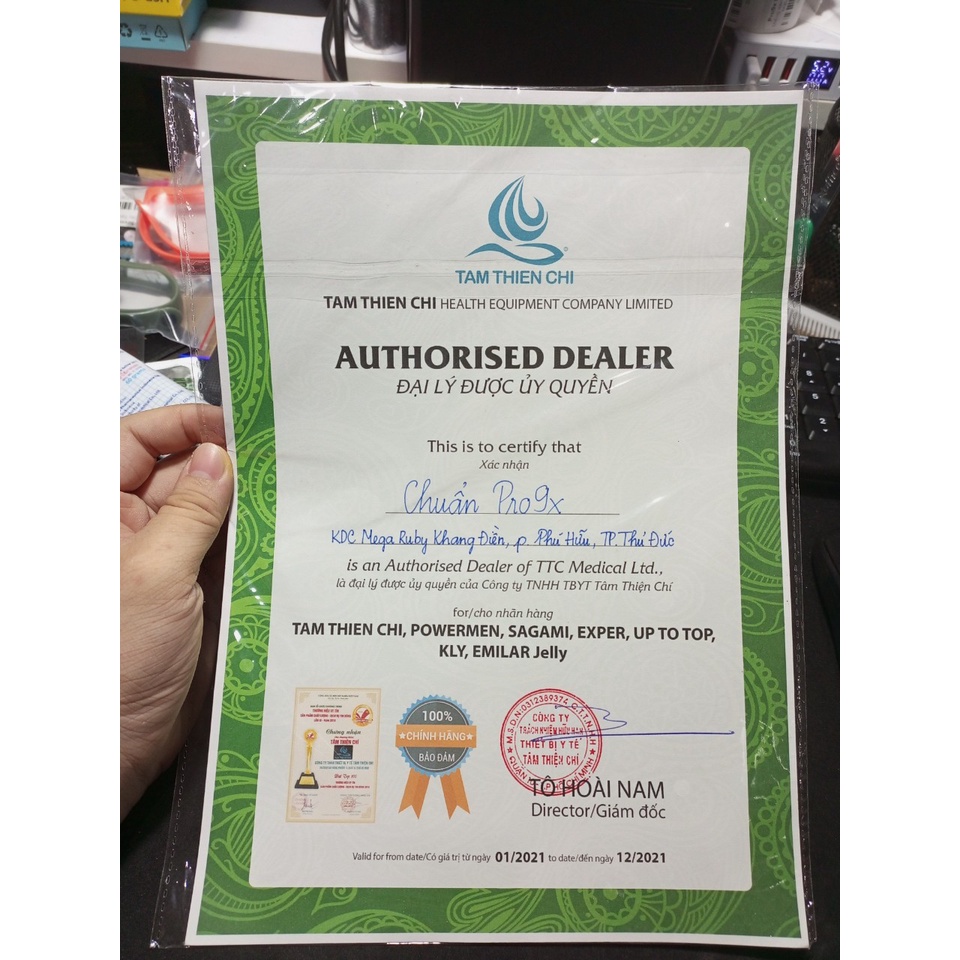 TAM THIEN CHI
TAM THIEN CHI HEALTH EQUIPMENT COMPANY LIMITED
AUTHORISED DEALER
ĐẠI LÝ ĐƯỢC ỦY QUYỀN
This is to certify that
Xác nhận
Chuẩn Pro9x
KDC Mega Ruby Khang Điền, p. Phú Hữu, TP. Thủ Đức
is an Authorised Dealer of TTC Medical Ltd.,
là đại lý được ủy quyền của Công ty TNHH TBYT Tâm Thiện Chí
for/cho nhãn hàng
TAM THIEN CHI, POWERMEN, SAGAMI, EXPER, UP TO TOP,
KLY, EMILAR Jelly
Chứng nhận
TÂM THIỆN CHÍ
100%
CHÍNH HÃNG
BẢO ĐẢM
M.S.D.N:0312389374
CÔNG TY
TRÁCH NHIỆM HỮU HẠN
THIẾT BỊ Y TẾ
TÂM THIỆN CHÍ
TÔ HOÀI NAM
Director/Giám đốc
Valid for from date/Có giá trị từ ngày 01/2021 to date/đến ngày 12/2021